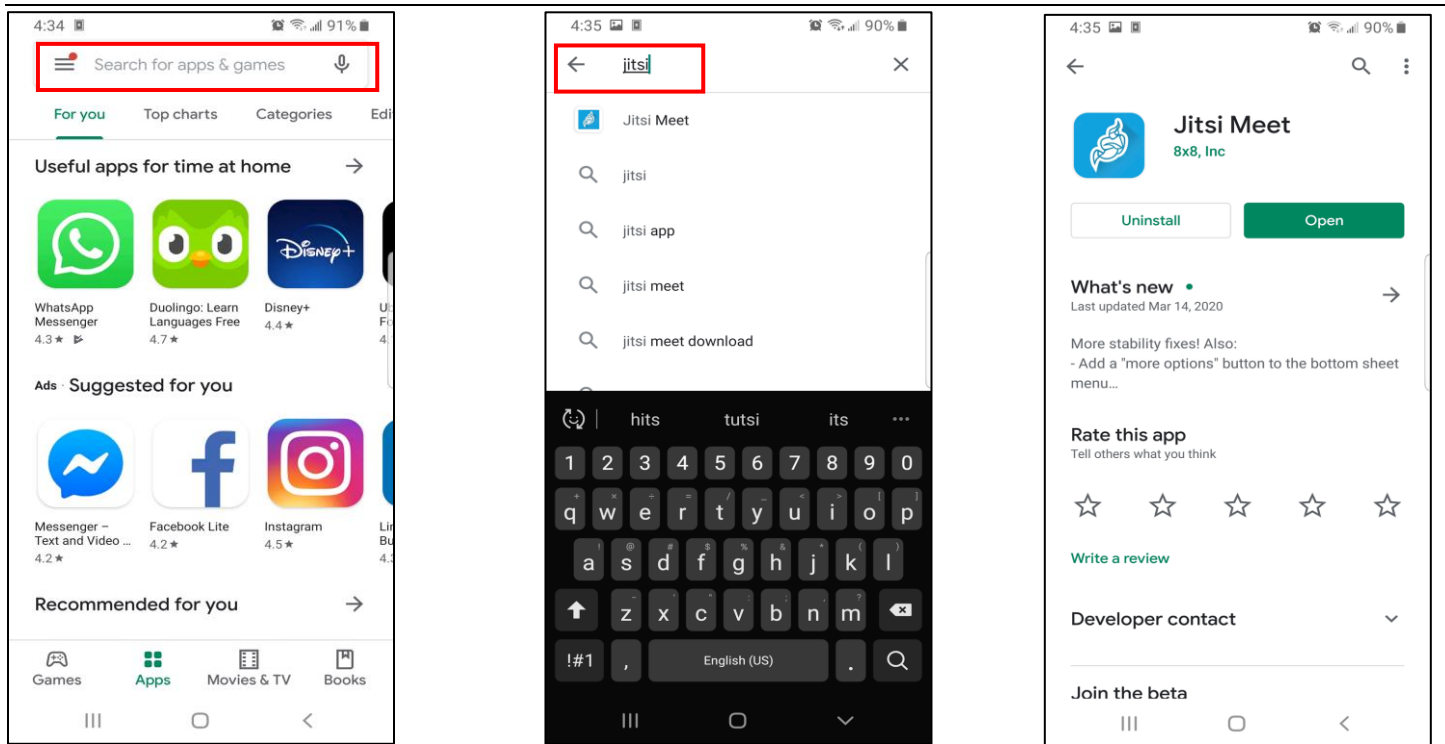 4:34 91%
Search for apps & games
For you Top charts Categories Edi
Useful apps for time at home
Disney+
WhatsApp Messenger
4.3★
Duolingo: Learn Languages Free
4.7★
Disney+
4.4★
Ads · Suggested for you
Messenger – Text and Video ...
4.2★
Facebook Lite
4.2★
Instagram
4.5★
Recommended for you
Games Apps Movies & TV Books
4:35 90%
jitsi
Jitsi Meet
jitsi
jitsi app
jitsi meet
jitsi meet download
hits tutsi its ...
1 2 3 4 5 6 7 8 9 0
q w e r t y u i o p
a s d f g h j k l
z x c v b n m
!#1 , English (US) .
4:35 90%
Jitsi Meet
8x8, Inc
Uninstall Open
What's new •
Last updated Mar 14, 2020
More stability fixes! Also:
- Add a "more options" button to the bottom sheet
menu...
Rate this app
Tell others what you think
Write a review
Developer contact
Join the beta